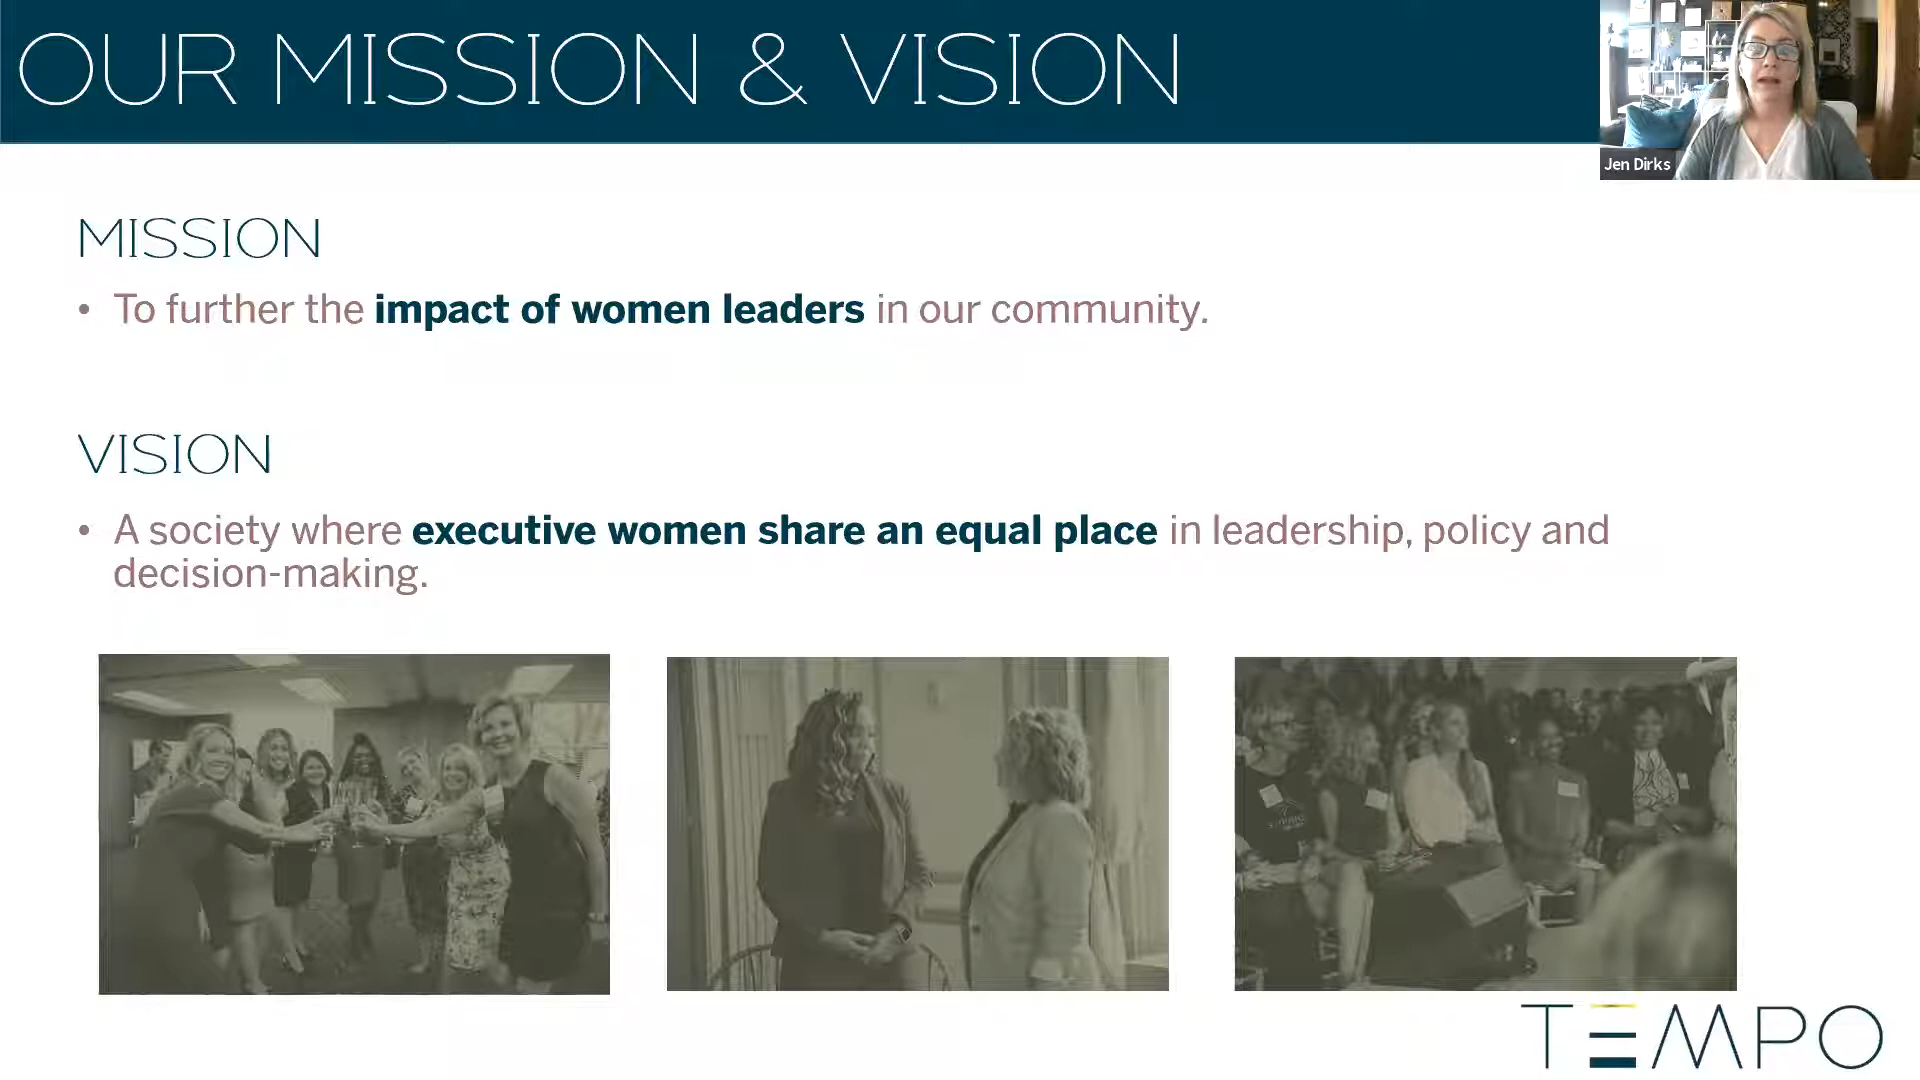 OUR MISSION & VISION
Jen Dirks
MISSION
• To further the impact of women leaders in our community.
VISION
• A society where executive women share an equal place in leadership, policy and
decision-making.
TEMPO